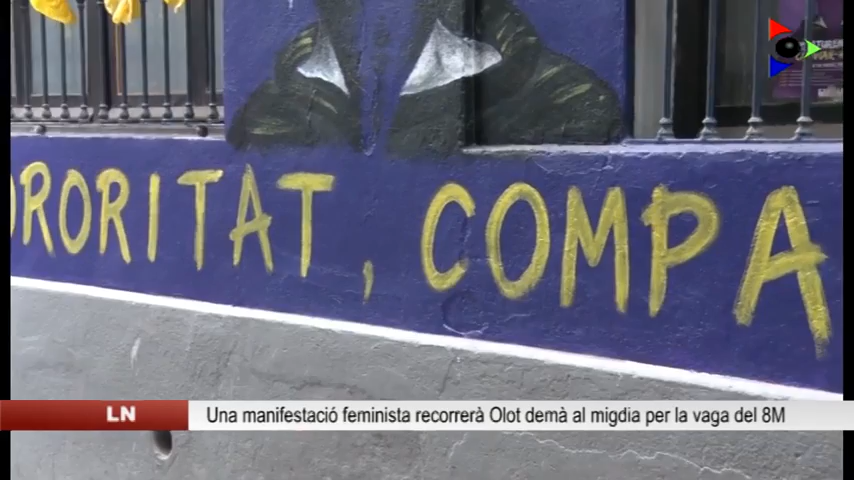 ORORITAT, COMPA
LN Una manifestació feminista recorrerà Olot demà al migdia per la vaga del 8M